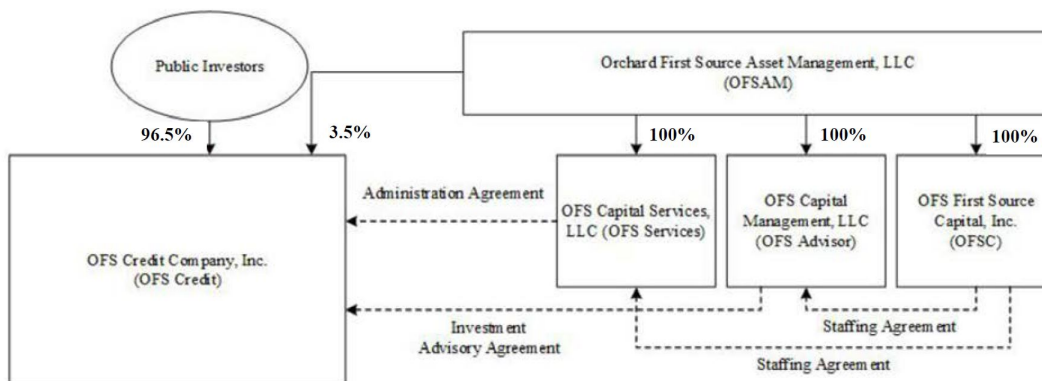 Public Investors
Orchard First Source Asset Management, LLC
(OFSAM)
96.5%
3.5%
100%
100%
100%
Administration Agreement
OFS Credit Company, Inc.
(OFS Credit)
OFS Capital Services,
LLC (OFS Services)
OFS Capital
Management, LLC
(OFS Advisor)
OFS First Source
Capital, Inc.
(OFSC)
Investment
Advisory Agreement
Staffing Agreement
Staffing Agreement